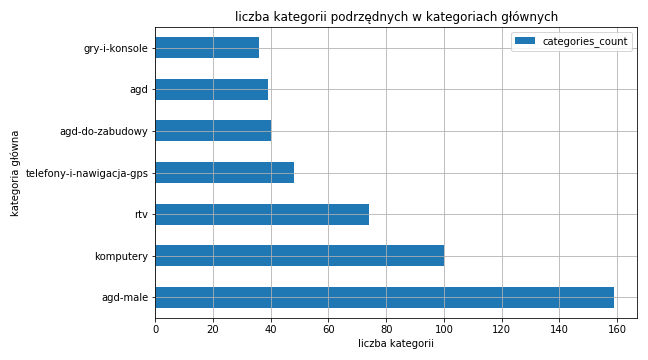 liczba kategorii podrzędnych w kategoriach głównych
categories_count
kategoria główna
gry-i-konsole
agd
agd-do-zabudowy
telefony-i-nawigacja-gps
rtv
komputery
agd-male
0 20 40 60 80 100 120 140 160
liczba kategorii